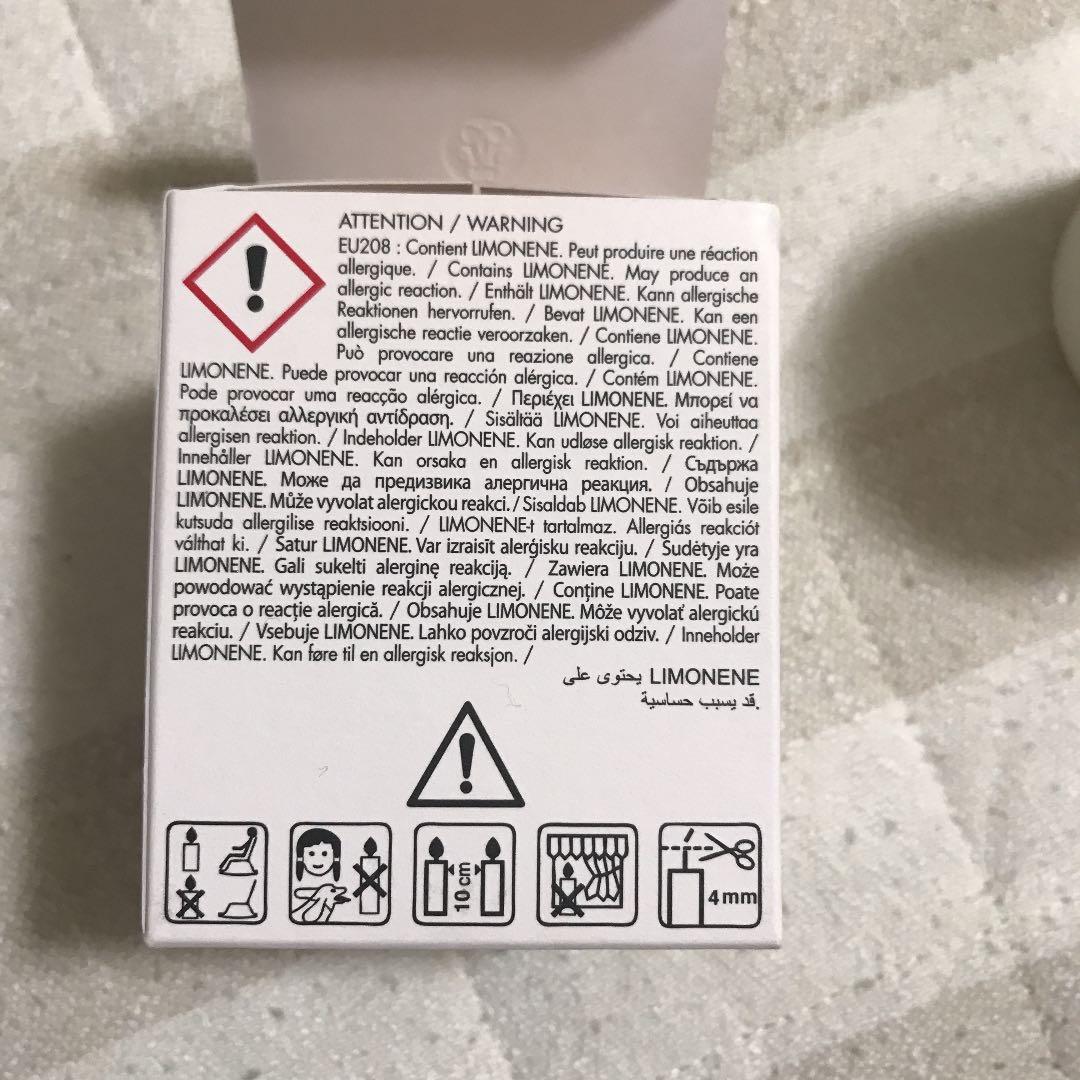 ATTENTION / WARNING
EU208 : Contient LIMONENE. Peut produire une réaction
allergique. / Contains LIMONENE. May produce an
allergic reaction. / Enthält LIMONENE. Kann allergische
Reaktionen hervorrufen. / Bevat LIMONENE. Kan een
allergische reactie veroorzaken. / Contiene LIMONENE.
Può provocare una reazione allergica. / Contiene
LIMONENE. Puede provocar una reacción alérgica. / Contém LIMONENE.
Pode provocar uma reacção alérgica. / Περιέχει LIMONENE. Μπορεί να
προκαλέσει αλλεργική αντίδραση. / Sisältää LIMONENE. Voi aiheuttaa
allergisen reaktion. / Indeholder LIMONENE. Kan udløse allergisk reaktion. /
Innehåller LIMONENE. Kan orsaka en allergisk reaktion. / Съдържа
LIMONENE. Може да предизвика алергична реакция. / Obsahuje
LIMONENE. Může vyvolat alergickou reakci. / Sisaldab LIMONENE. Võib esile
kutsuda allergilise reaktsiooni. / LIMONENE-t tartalmaz. Allergiás reakciót
válthat ki. / Satur LIMONENE. Var izraisīt alerģisku reakciju. / Sudėtyje yra
LIMONENE. Gali sukelti alerginę reakciją. / Zawiera LIMONENE. Może
powodować wystąpienie reakcji alergicznej. / Conține LIMONENE. Poate
provoca o reacție alergică. / Obsahuje LIMONENE. Môže vyvolať alergickú
reakciu. / Vsebuje LIMONENE. Lahko povzroči alergijski odziv. / Inneholder
LIMONENE. Kan føre til en allergisk reaksjon. /
LIMONENE يحتوى على
.قد يسبب حساسية
10 cm
4 mm